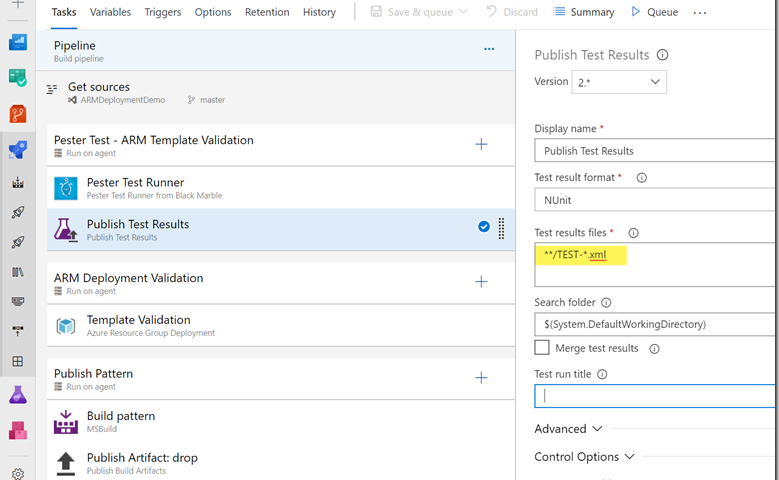 Tasks Variables Triggers Options Retention History Save & queue Discard Summary Queue ...
Pipeline ...
Build pipeline
Get sources
ARMDeploymentDemo master
Pester Test - ARM Template Validation
Run on agent
Pester Test Runner
Pester Test Runner from Black Marble
Publish Test Results
Publish Test Results
ARM Deployment Validation
Run on agent
Template Validation
Azure Resource Group Deployment
Publish Pattern
Run on agent
Build pattern
MSBuild
Publish Artifact: drop
Publish Build Artifacts
Publish Test Results
Version 2.*
Display name *
Publish Test Results
Test result format *
NUnit
Test results files *
**/TEST-*.xml
Search folder
$(System.DefaultWorkingDirectory)
Merge test results
Test run title
Advanced
Control Options